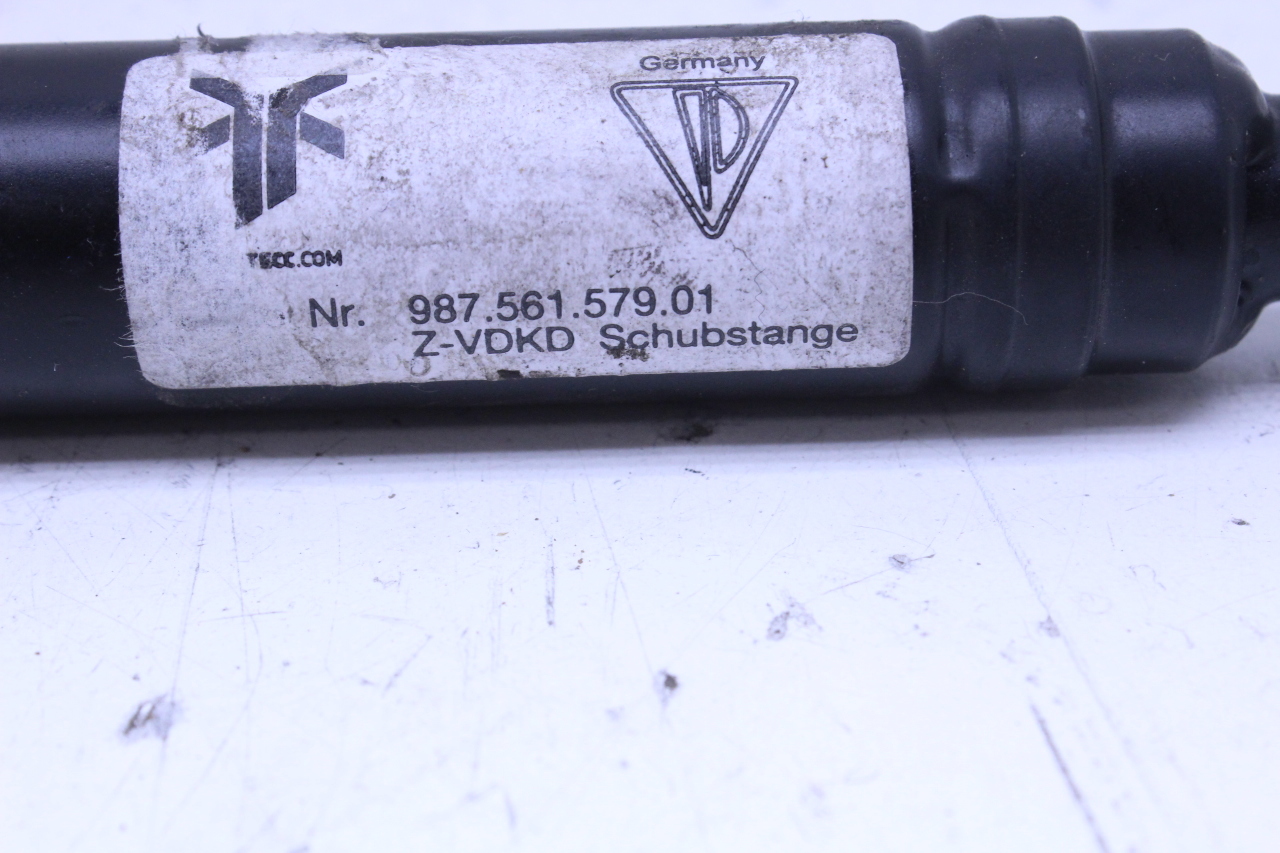 Germany
TECC.COM
Nr. 987.561.579.01
Z-VDKD Schubstange